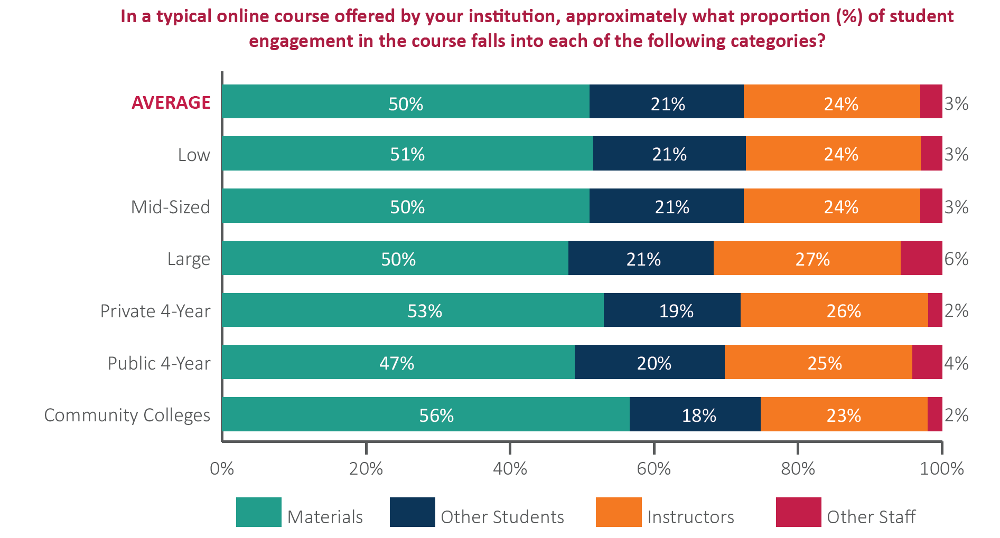 In a typical online course offered by your institution, approximately what proportion (%) of student
engagement in the course falls into each of the following categories?
AVERAGE 50% 21% 24% 3%
Low 51% 21% 24% 3%
Mid-Sized 50% 21% 24% 3%
Large 50% 21% 27% 6%
Private 4-Year 53% 19% 26% 2%
Public 4-Year 47% 20% 25% 4%
Community Colleges 56% 18% 23% 2%
0% 20% 40% 60% 80% 100%
Materials Other Students Instructors Other Staff